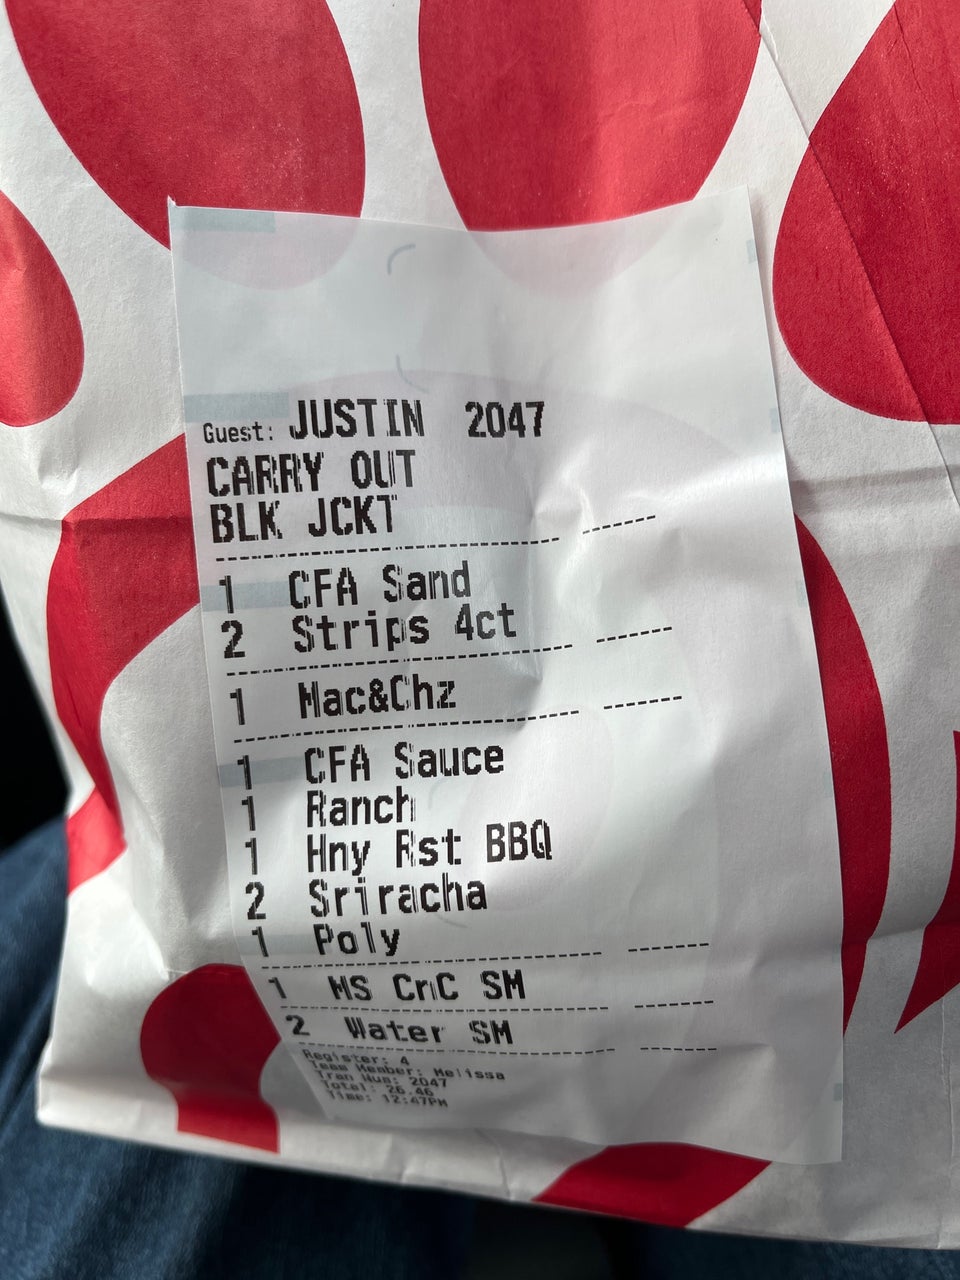 Guest: JUSTIN 2047
CARRY OUT
BLK JCKT
1 CFA Sand
2 Strips 4ct
1 Mac&Chz
1 CFA Sauce
1 Ranch
1 Hny Rst BBQ
2 Sriracha
1 Poly
1 MS CnC SM
2 Water SM
Register: 4
Team Member: Melissa
Tran Num: 2047
Total: 26.46
Time: 12:47PM